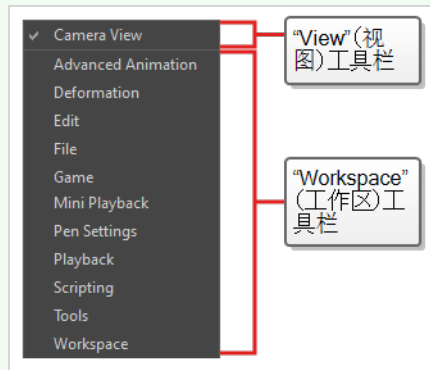 ✓ Camera View
Advanced Animation
Deformation
Edit
File
Game
Mini Playback
Pen Settings
Playback
Scripting
Tools
Workspace
“View”(视
图)工具栏
“Workspace”
(工作区)工
具栏